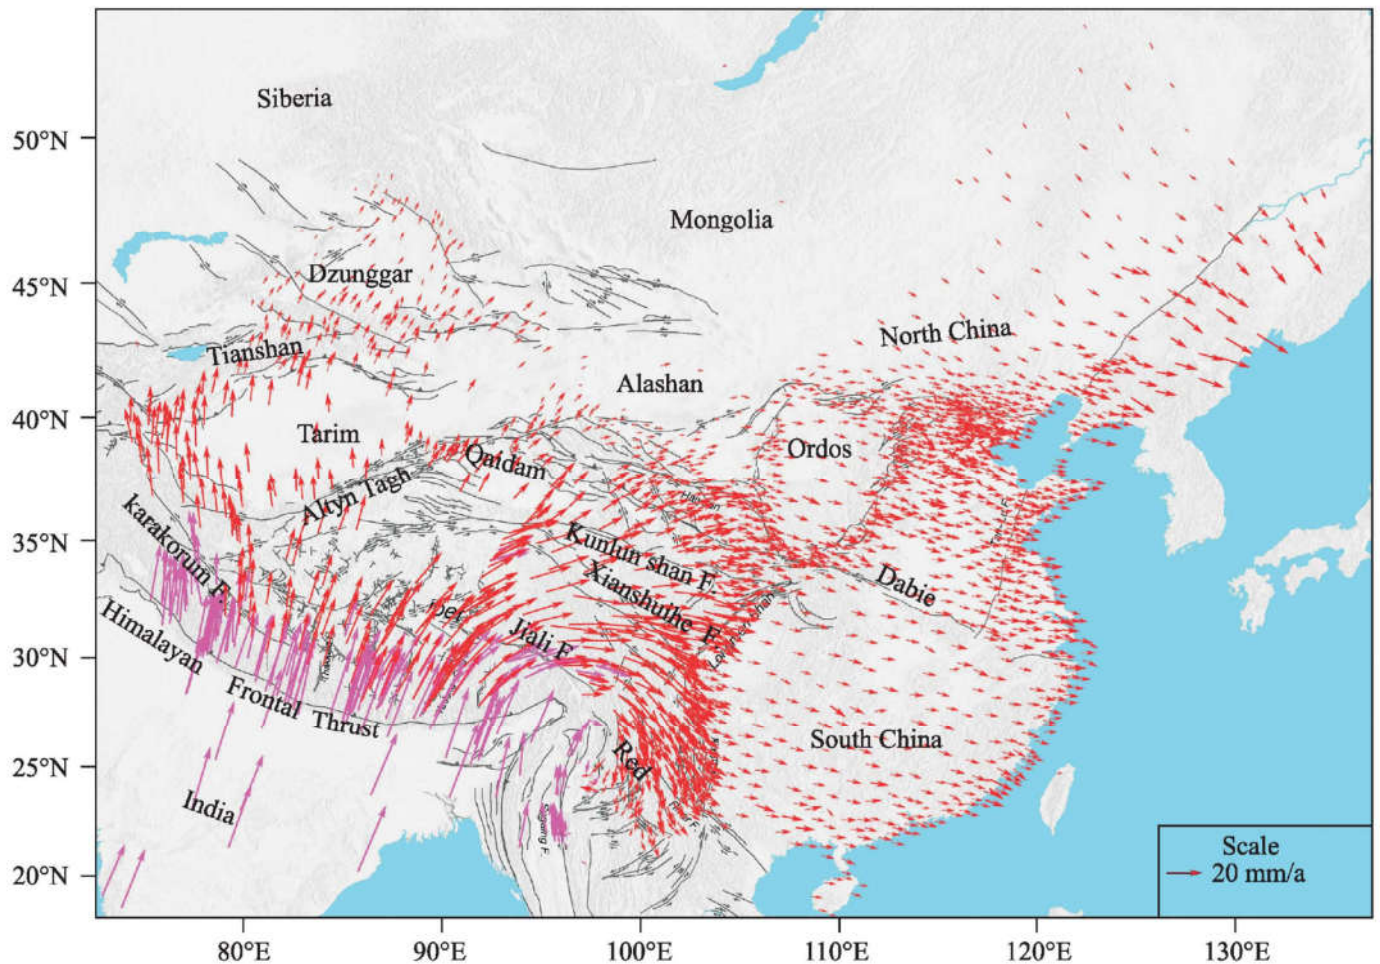 Siberia
50°N
Mongolia
Dzunggar
45°N
North China
Tianshan
Alashan
40°N
Tarim
Ordos
Qaidam
Altyn Tagh
karakorum F.
35°N
Kunlun shan F.
Xianshuihe F.
Dabie
Himalayan
Jiali F.
30°N
Frontal Thrust
South China
Red
25°N
India
Scale
20 mm/a
20°N
80°E
90°E
100°E
110°E
120°E
130°E